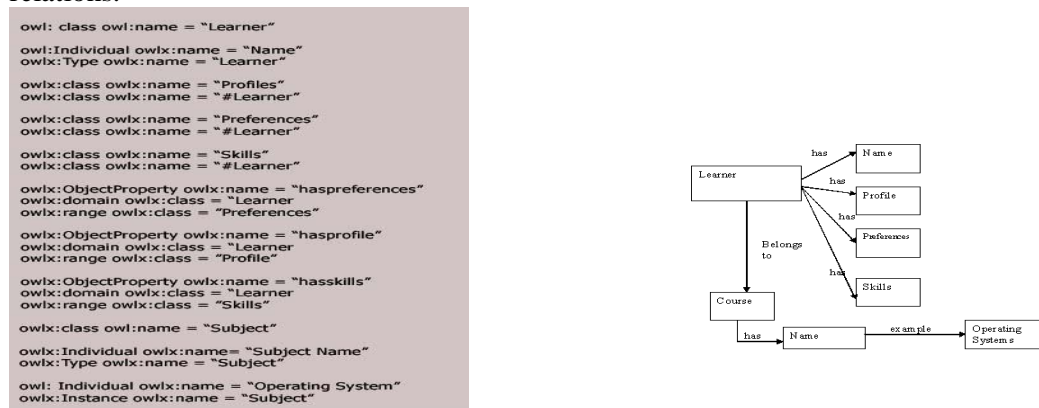 relations.
owl: class owl:name = “Learner”
owl:Individual owlx:name = “Name”
owlx:Type owlx:name = “Learner”
owlx:class owlx:name = “Profiles”
owlx:class owlx:name = “#Learner”
owlx:class owlx:name = “Preferences”
owlx:class owlx:name = “#Learner”
owlx:class owlx:name = “Skills”
owlx:class owlx:name = “#Learner”
owlx:ObjectProperty owlx:name = “haspreferences”
owlx:domain owlx:class = “Learner
owlx:range owlx:class = “Preferences”
owlx:ObjectProperty owlx:name = “hasprofile”
owlx:domain owlx:class = “Learner
owlx:range owlx:class = “Profile”
owlx:ObjectProperty owlx:name = “hasskills”
owlx:domain owlx:class = “Learner
owlx:range owlx:class = “Skills”
owlx:class owl:name = “Subject”
owlx:Individual owlx:name= “Subject Name”
owlx:Type owlx:name = “Subject”
owl: Individual owlx:name = “Operating System”
owlx:Instance owlx:name = “Subject”
has
Name
Learner
has
Profile
has
Preferences
Belongs
to
has
Skills
Course
has
Name
example
Operating
Systems